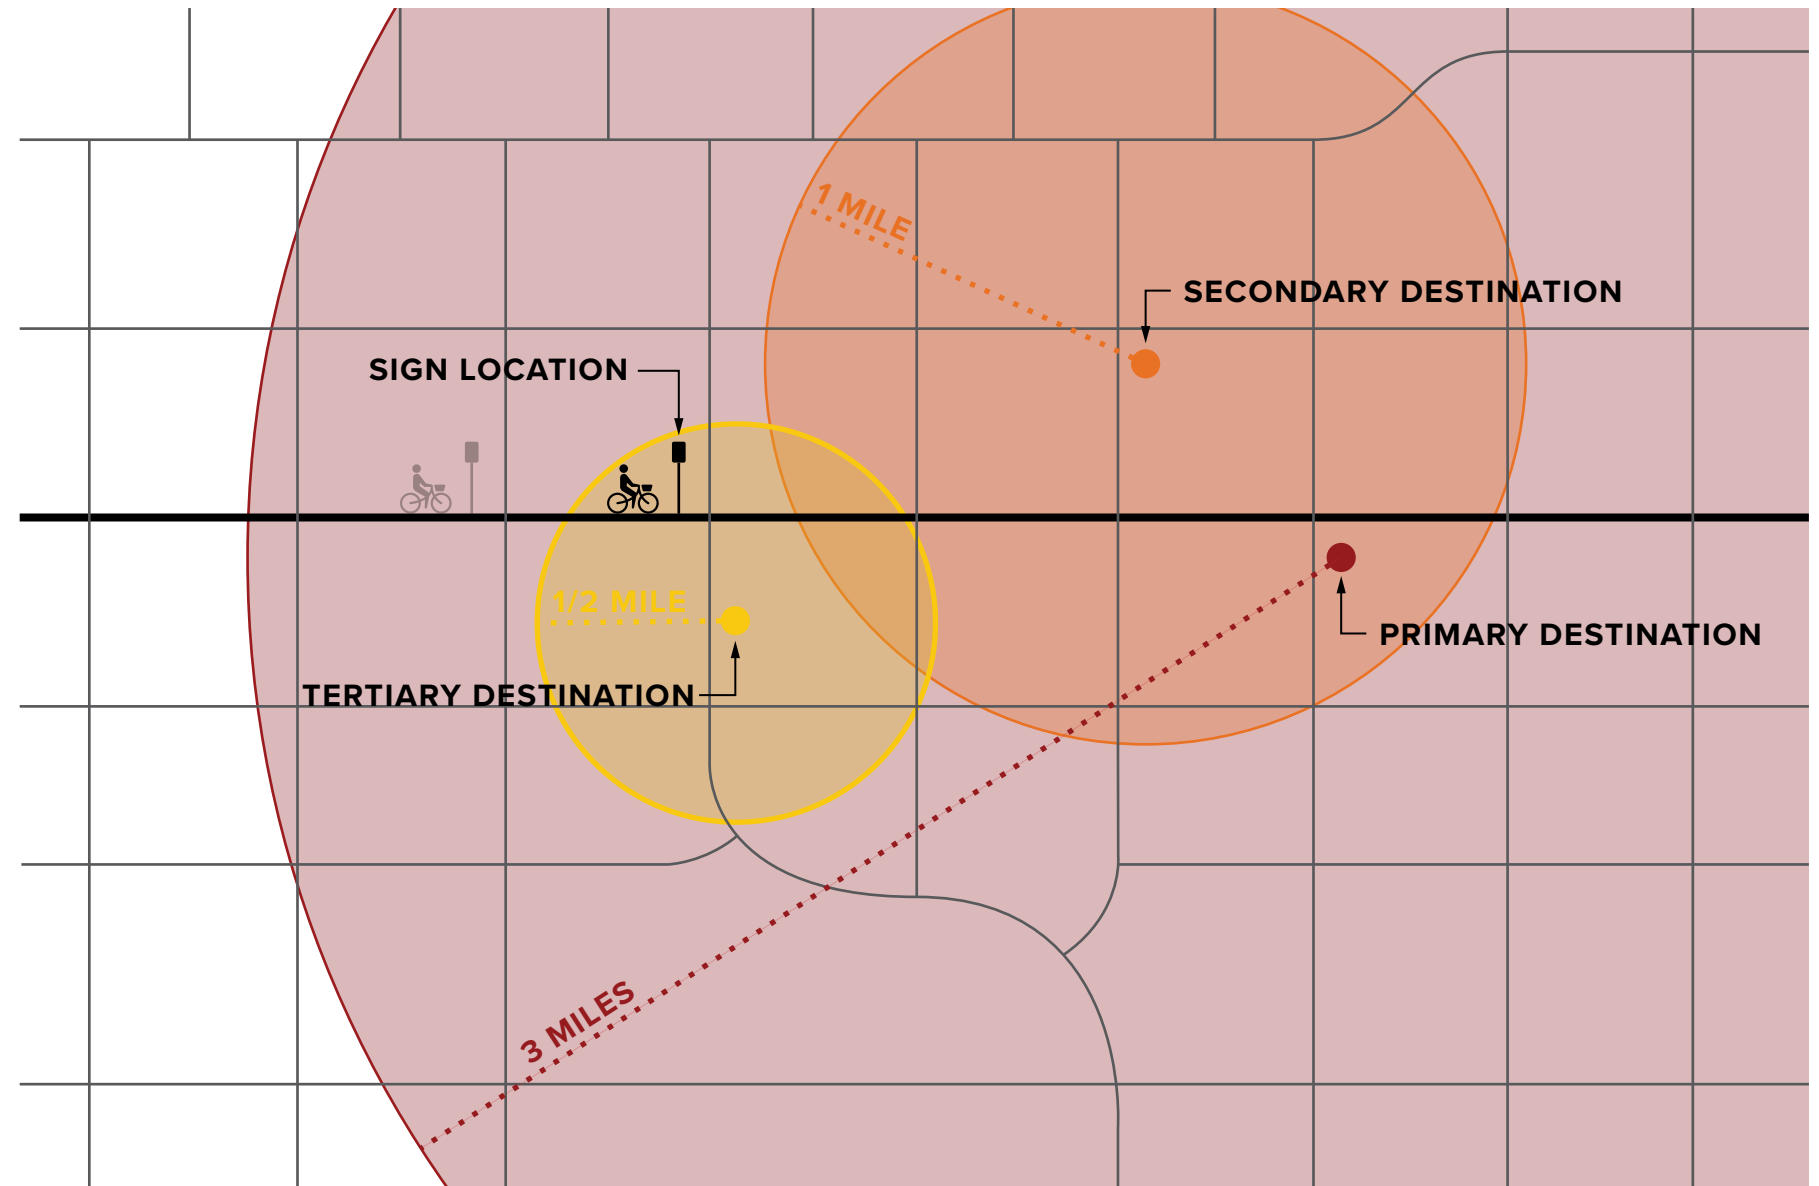 1 MILE
SECONDARY DESTINATION
SIGN LOCATION
1/2 MILE
PRIMARY DESTINATION
TERTIARY DESTINATION
3 MILES